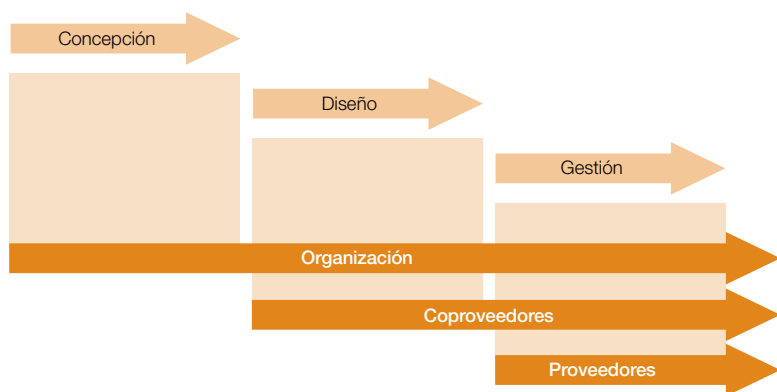 Concepción
Diseño
Gestión
Organización
Coproveedores
Proveedores